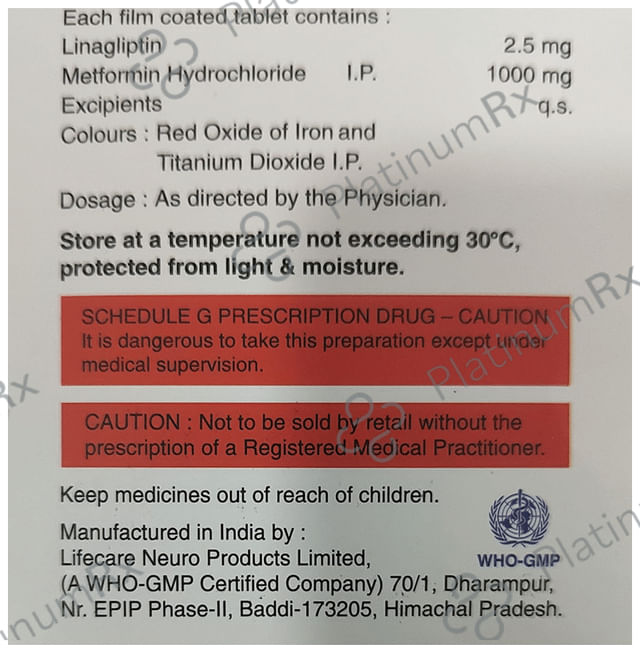 Each film coated tablet contains :
Linagliptin 2.5 mg
Metformin Hydrochloride I.P. 1000 mg
Excipients q.s.
Colours : Red Oxide of Iron and
Titanium Dioxide I.P.
Dosage : As directed by the Physician.
Store at a temperature not exceeding 30°C,
protected from light & moisture.
SCHEDULE G PRESCRIPTION DRUG – CAUTION
It is dangerous to take this preparation except under
medical supervision.
CAUTION : Not to be sold by retail without the
prescription of a Registered Medical Practitioner.
Keep medicines out of reach of children.
Manufactured in India by :
Lifecare Neuro Products Limited,
(A WHO-GMP Certified Company) 70/1, Dharampur,
Nr. EPIP Phase-II, Baddi-173205, Himachal Pradesh.
WHO-GMP
PlatinumRx
PlatinumRx